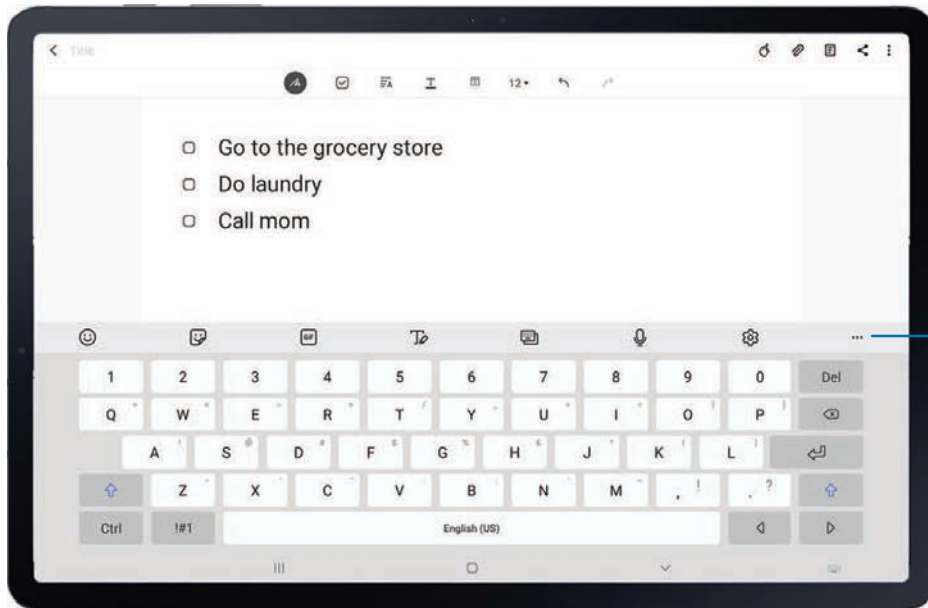 Title
12
Go to the grocery store
Do laundry
Call mom
GIF
1 2 3 4 5 6 7 8 9 0 Del
Q W E R T Y U I O P
A ! S @ D # F $ G % H & J * K ( L )
Z X C V B N M , ! . ?
Ctrl !#1 English (US)